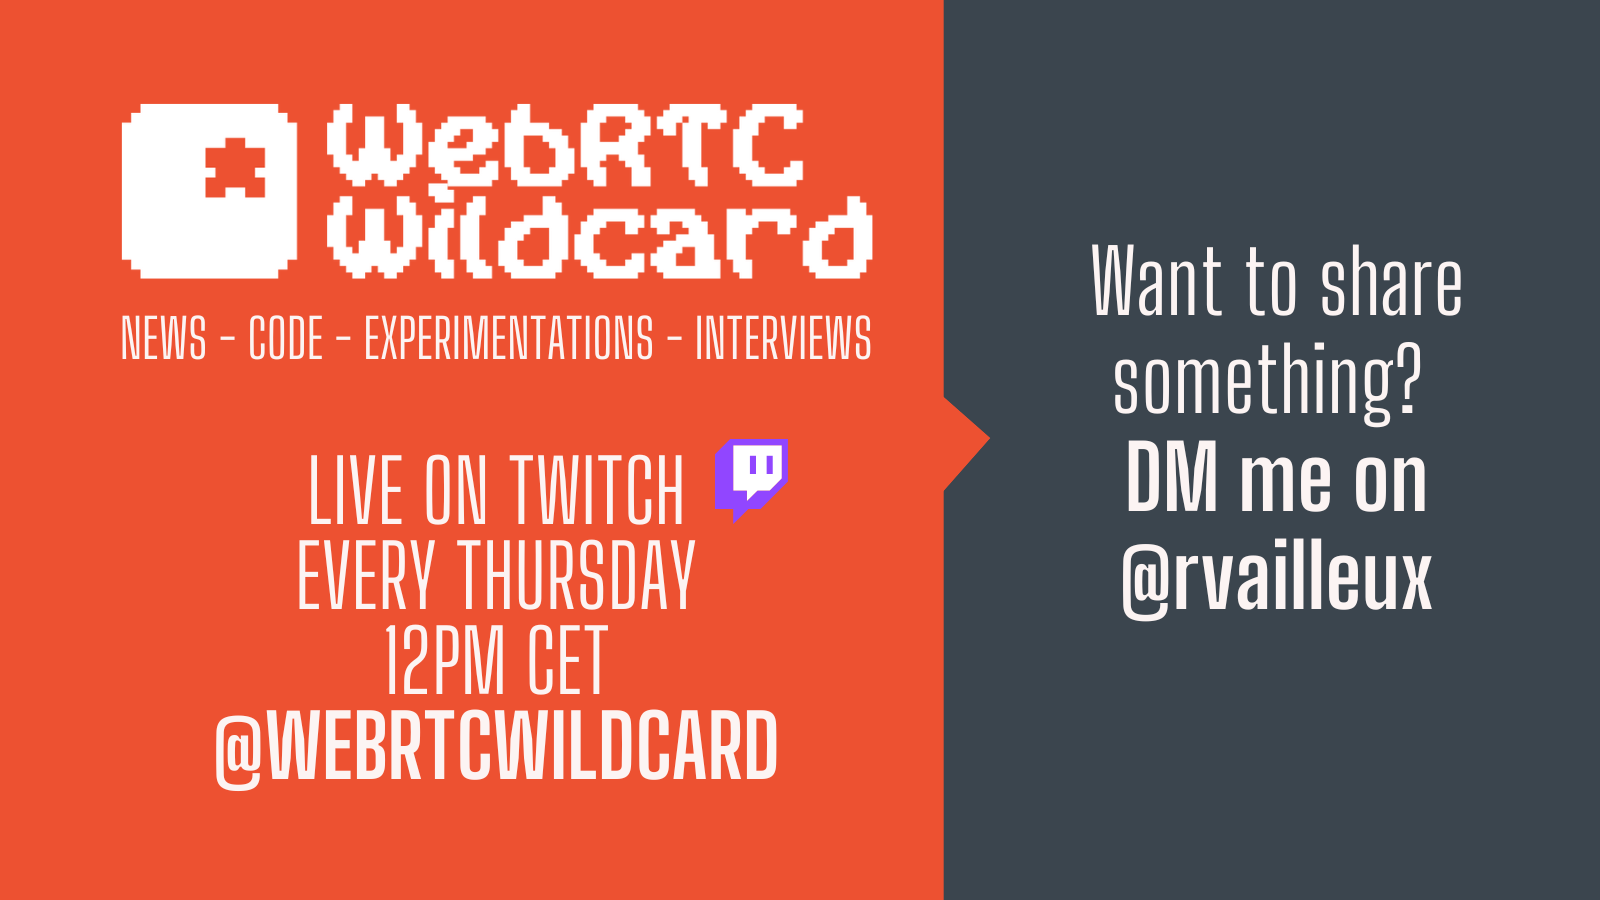 WebRTC
Wildcard
NEWS - CODE - EXPERIMENTATIONS - INTERVIEWS
LIVE ON TWITCH
EVERY THURSDAY
12PM CET
@WEBRTCWILDCARD
Want to share
something?
DM me on
@rvailleux